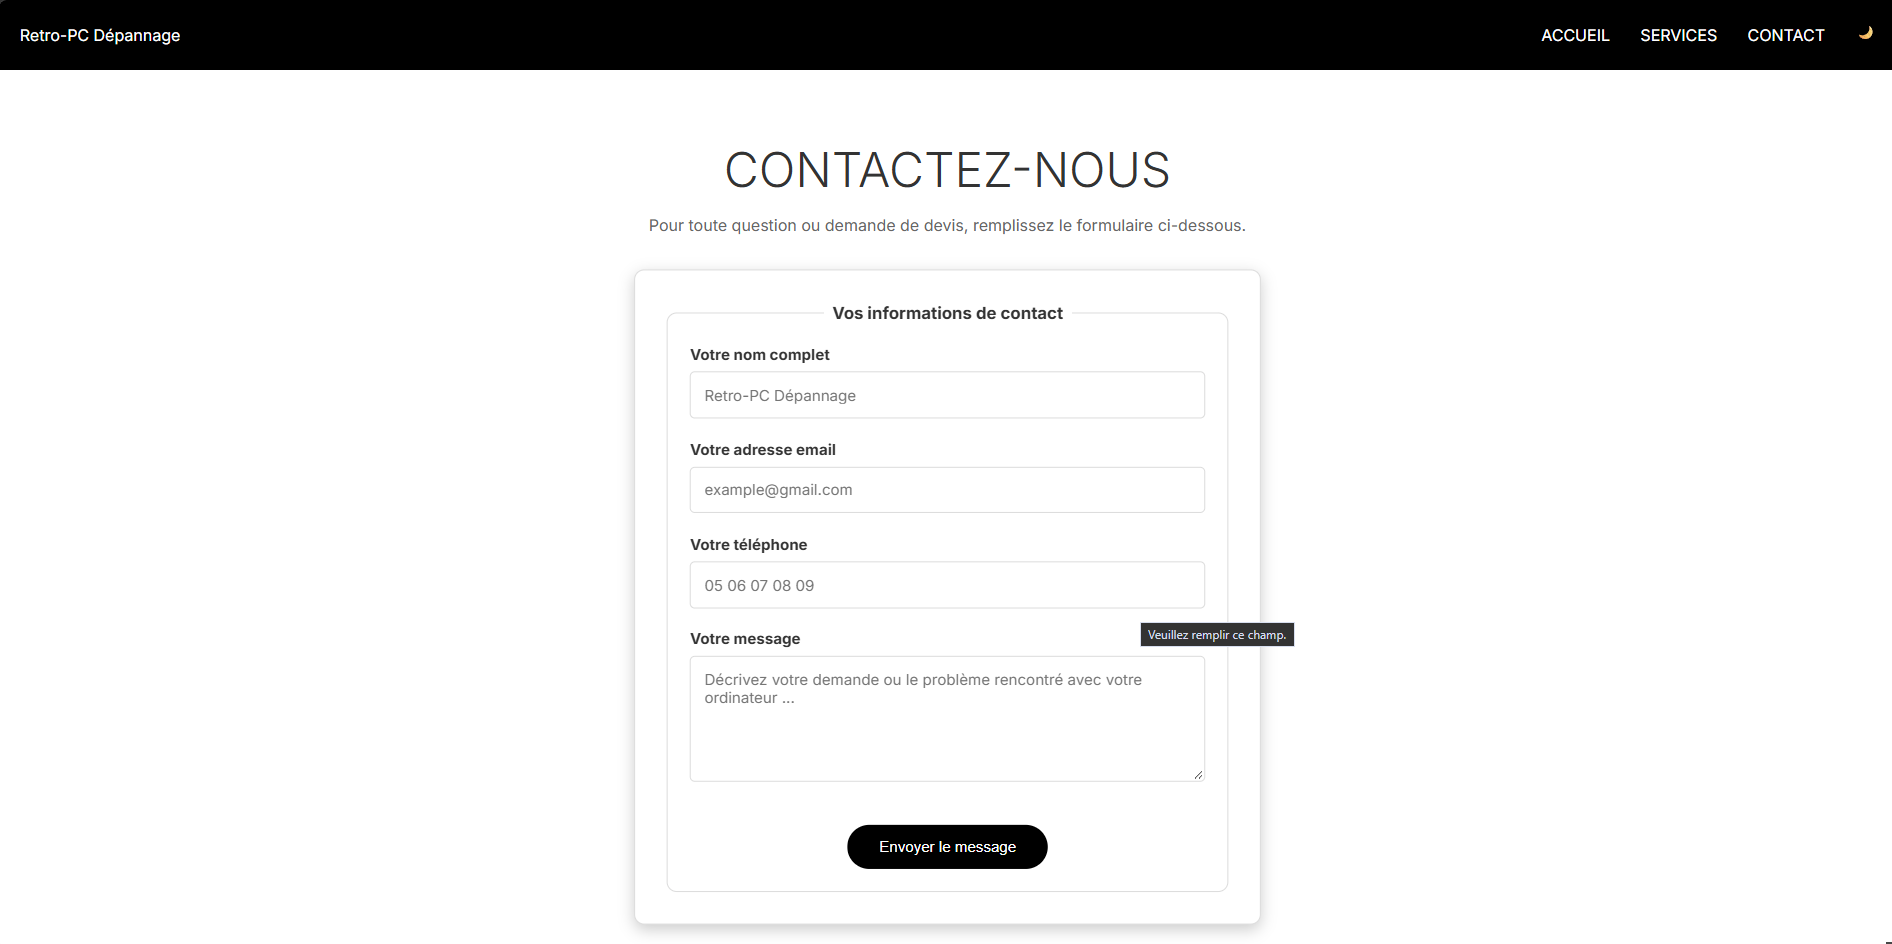 Retro-PC Dépannage
ACCUEIL
SERVICES
CONTACT
CONTACTEZ-NOUS
Pour toute question ou demande de devis, remplissez le formulaire ci-dessous.
Vos informations de contact
Votre nom complet
Retro-PC Dépannage
Votre adresse email
example@gmail.com
Votre téléphone
05 06 07 08 09
Veuillez remplir ce champ.
Votre message
Décrivez votre demande ou le problème rencontré avec votre
ordinateur ...
Envoyer le message